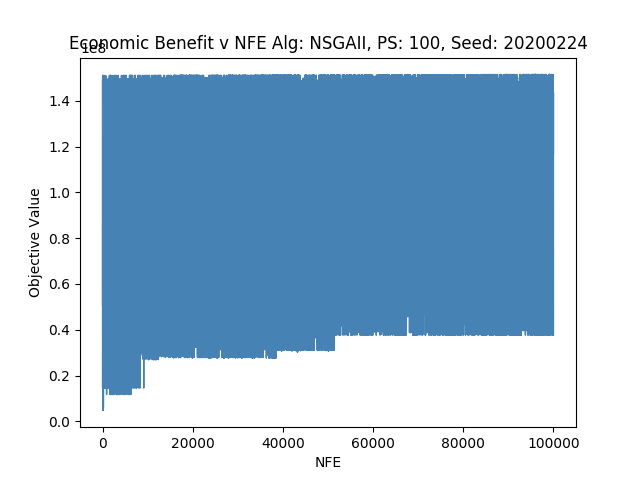 Economic Benefit v NFE Alg: NSGAII, PS: 100, Seed: 20200224
1e8
1.4
1.2
1.0
0.8
0.6
0.4
0.2
0.0
Objective Value
0 20000 40000 60000 80000 100000
NFE